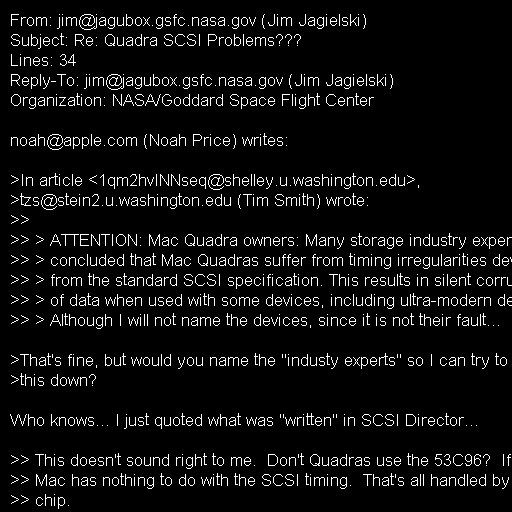 From: jim@jagubox.gsfc.nasa.gov (Jim Jagielski)
Subject: Re: Quadra SCSI Problems???
Lines: 34
Reply-To: jim@jagubox.gsfc.nasa.gov (Jim Jagielski)
Organization: NASA/Goddard Space Flight Center
noah@apple.com (Noah Price) writes:
>In article <1qm2hvINNseq@shelley.u.washington.edu>,
>tzs@stein2.u.washington.edu (Tim Smith) wrote:
>>
>> > ATTENTION: Mac Quadra owners: Many storage industry exper
>> > concluded that Mac Quadras suffer from timing irregularities dev
>> > from the standard SCSI specification. This results in silent corru
>> > of data when used with some devices, including ultra-modern de
>> > Although I will not name the devices, since it is not their fault...
>That's fine, but would you name the "industy experts" so I can try to
>this down?
Who knows... I just quoted what was "written" in SCSI Director...
>> This doesn't sound right to me.  Don't Quadras use the 53C96?  If
>> Mac has nothing to do with the SCSI timing.  That's all handled by
>> chip.